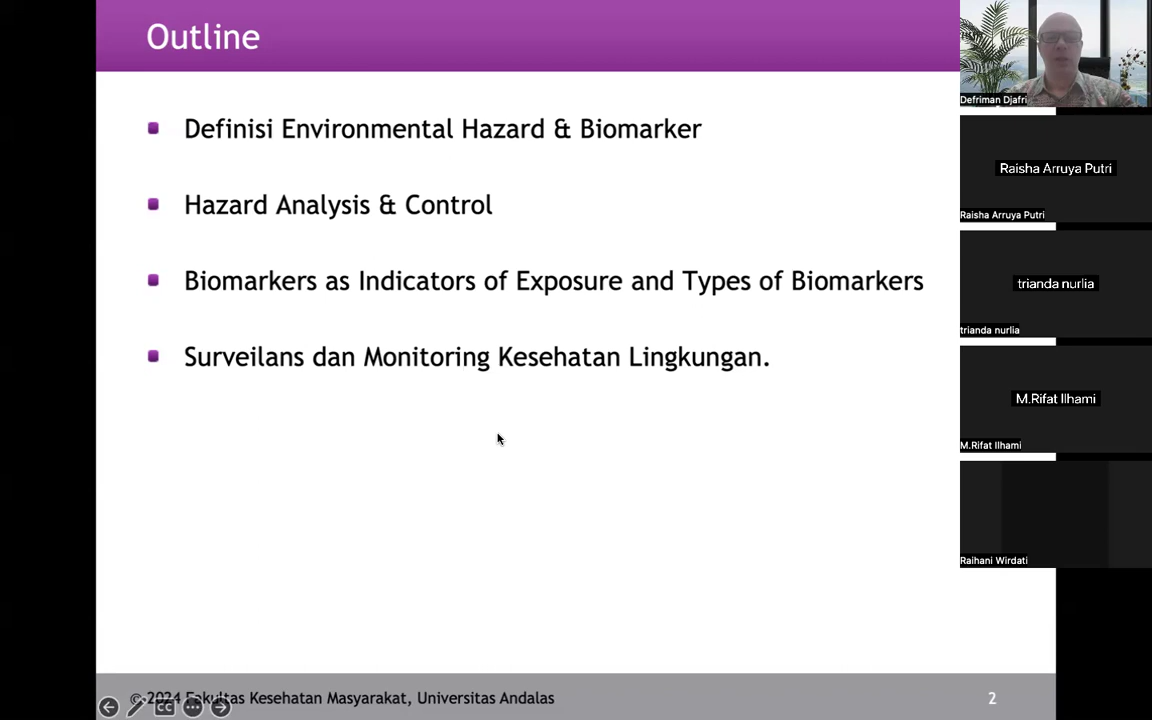 Outline
Definisi Environmental Hazard & Biomarker
Hazard Analysis & Control
Biomarkers as Indicators of Exposure and Types of Biomarkers
Surveilans dan Monitoring Kesehatan Lingkungan.
© 2024 Fakultas Kesehatan Masyarakat, Universitas Andalas
CC
2
Defriman Djafri
Raisha Arruya Putri
Raisha Arruya Putri
trianda nurlia
trianda nurlia
M.Rifat Ilhami
M.Rifat Ilhami
Raihani Wirdati